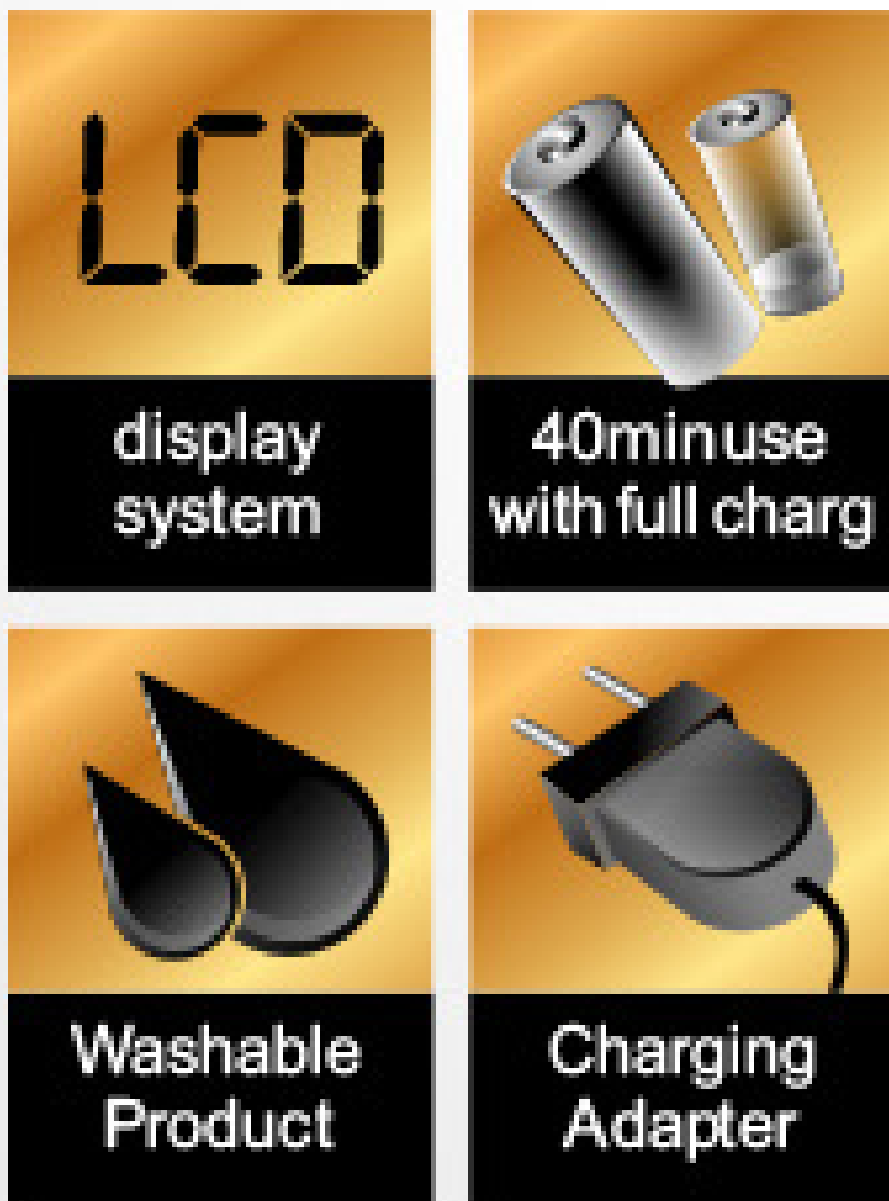 LCD
display
system
40minuse
with full charg
Washable
Product
Charging
Adapter